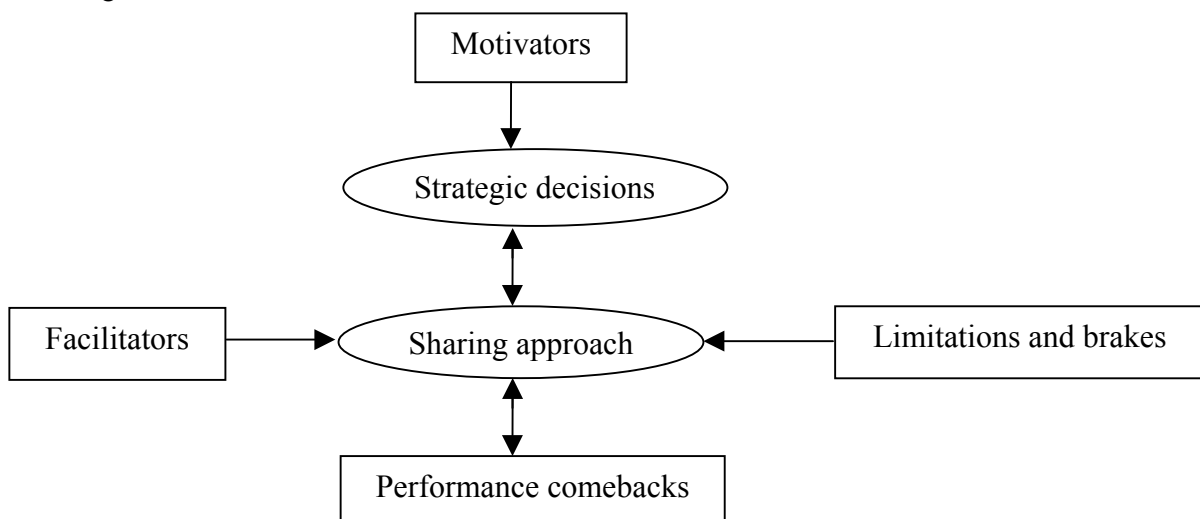 Motivators
Strategic decisions
Facilitators
Sharing approach
Limitations and brakes
Performance comebacks